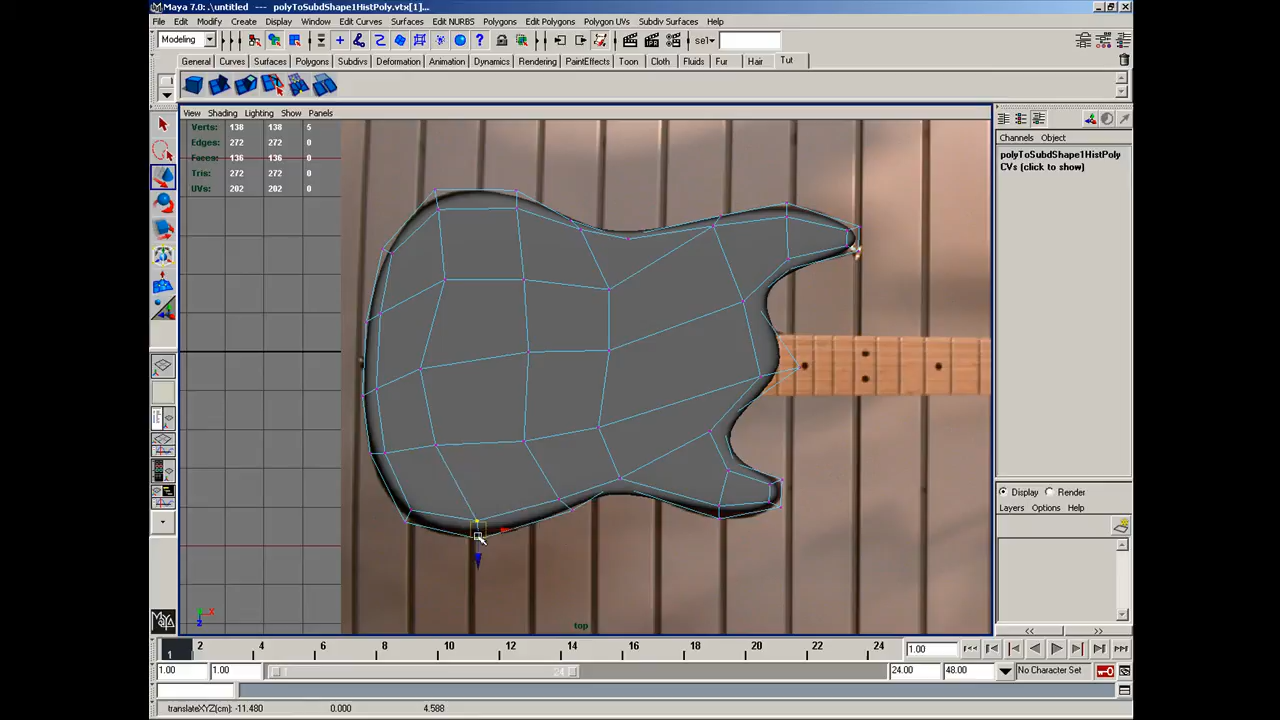 Maya 7.0: .\untitled --- polyToSubdShape1HistPoly.vtx[1]...
File Edit Modify Create Display Window Edit Curves Surfaces Edit NURBS Polygons Edit Polygons Polygon UVs Subdiv Surfaces Help
Modeling sel
General Curves Surfaces Polygons Subdivs Deformation Animation Dynamics Rendering PaintEffects Toon Cloth Fluids Fur Hair Tut
View Shading Lighting Show Panels
Channels Object
Verts: 138 138 5
Edges: 272 272 0
Faces: 136 136 0
Tris: 272 272 0
UVs: 202 202 0
polyToSubdShape1HistPoly
CVs (click to show)
Display Render
Layers Options Help
X
Z
top
<< >>
1 2 4 6 8 10 12 14 16 18 20 22 24 1.00
1.00 1.00 24 24.00 48.00 No Character Set
translateXYZ(cm): -11.480 0.000 4.588